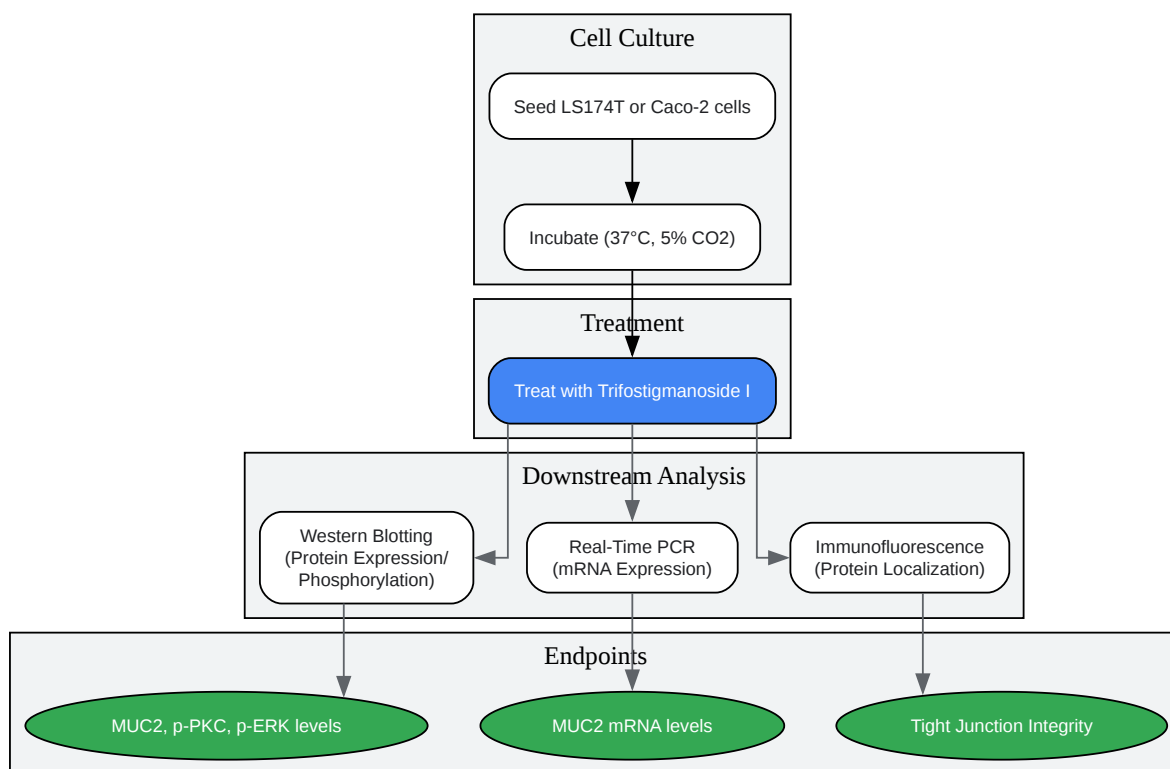 Cell Culture
Seed LS174T or Caco-2 cells
Incubate (37°C, 5% CO2)
Treatment
Treat with Trifostigmanoside I
Downstream Analysis
Western Blotting
(Protein Expression/
Phosphorylation)
Real-Time PCR
(mRNA Expression)
Immunofluorescence
(Protein Localization)
Endpoints
MUC2, p-PKC, p-ERK levels
MUC2 mRNA levels
Tight Junction Integrity